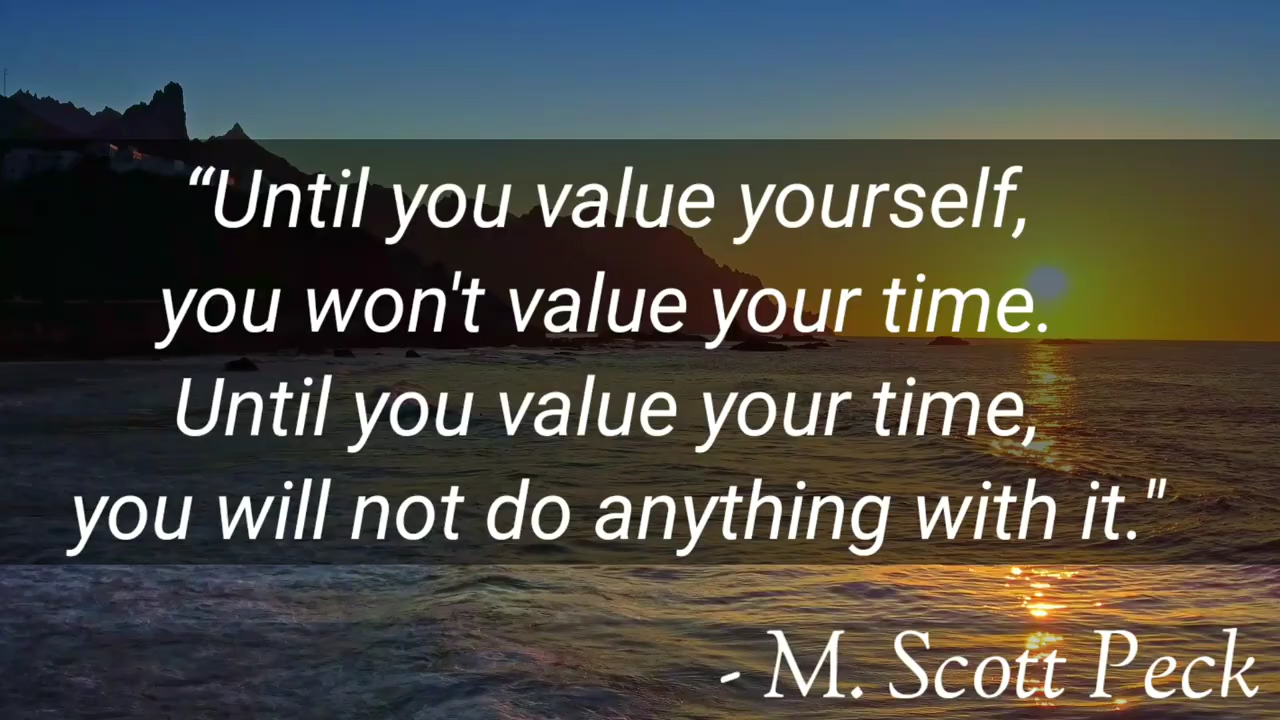 “Until you value yourself,
you won't value your time.
Until you value your time,
you will not do anything with it."
- M. Scott Peck